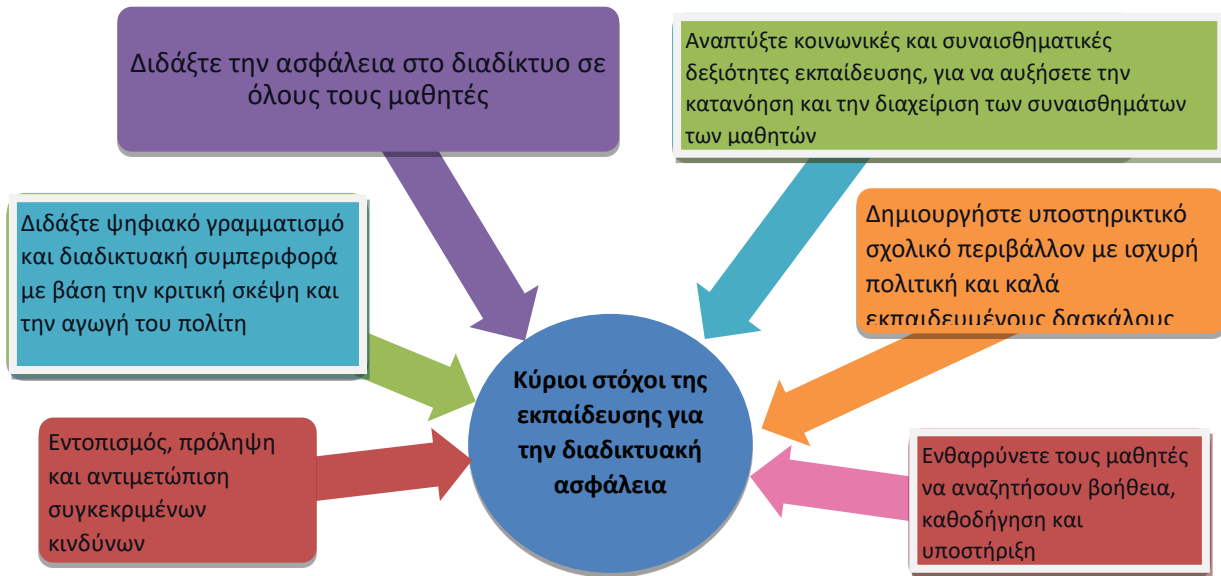 Διδάξτε την ασφάλεια στο διαδίκτυο σε
όλους τους μαθητές
Αναπτύξτε κοινωνικές και συναισθηματικές
δεξιότητες εκπαίδευσης, για να αυξήσετε την
κατανόηση και την διαχείριση των συναισθημάτων
των μαθητών
Διδάξτε ψηφιακό γραμματισμό
και διαδικτυακή συμπεριφορά
με βάση την κριτική σκέψη και
την αγωγή του πολίτη
Δημιουργήστε υποστηρικτικό
σχολικό περιβάλλον με ισχυρή
πολιτική και καλά
εκπαιδευμένους δασκάλους
Κύριοι στόχοι της
εκπαίδευσης για
την διαδικτυακή
ασφάλεια
Εντοπισμός, πρόληψη
και αντιμετώπιση
συγκεκριμένων
κινδύνων
Ενθαρρύνετε τους μαθητές
να αναζητήσουν βοήθεια,
καθοδήγηση και
υποστήριξη